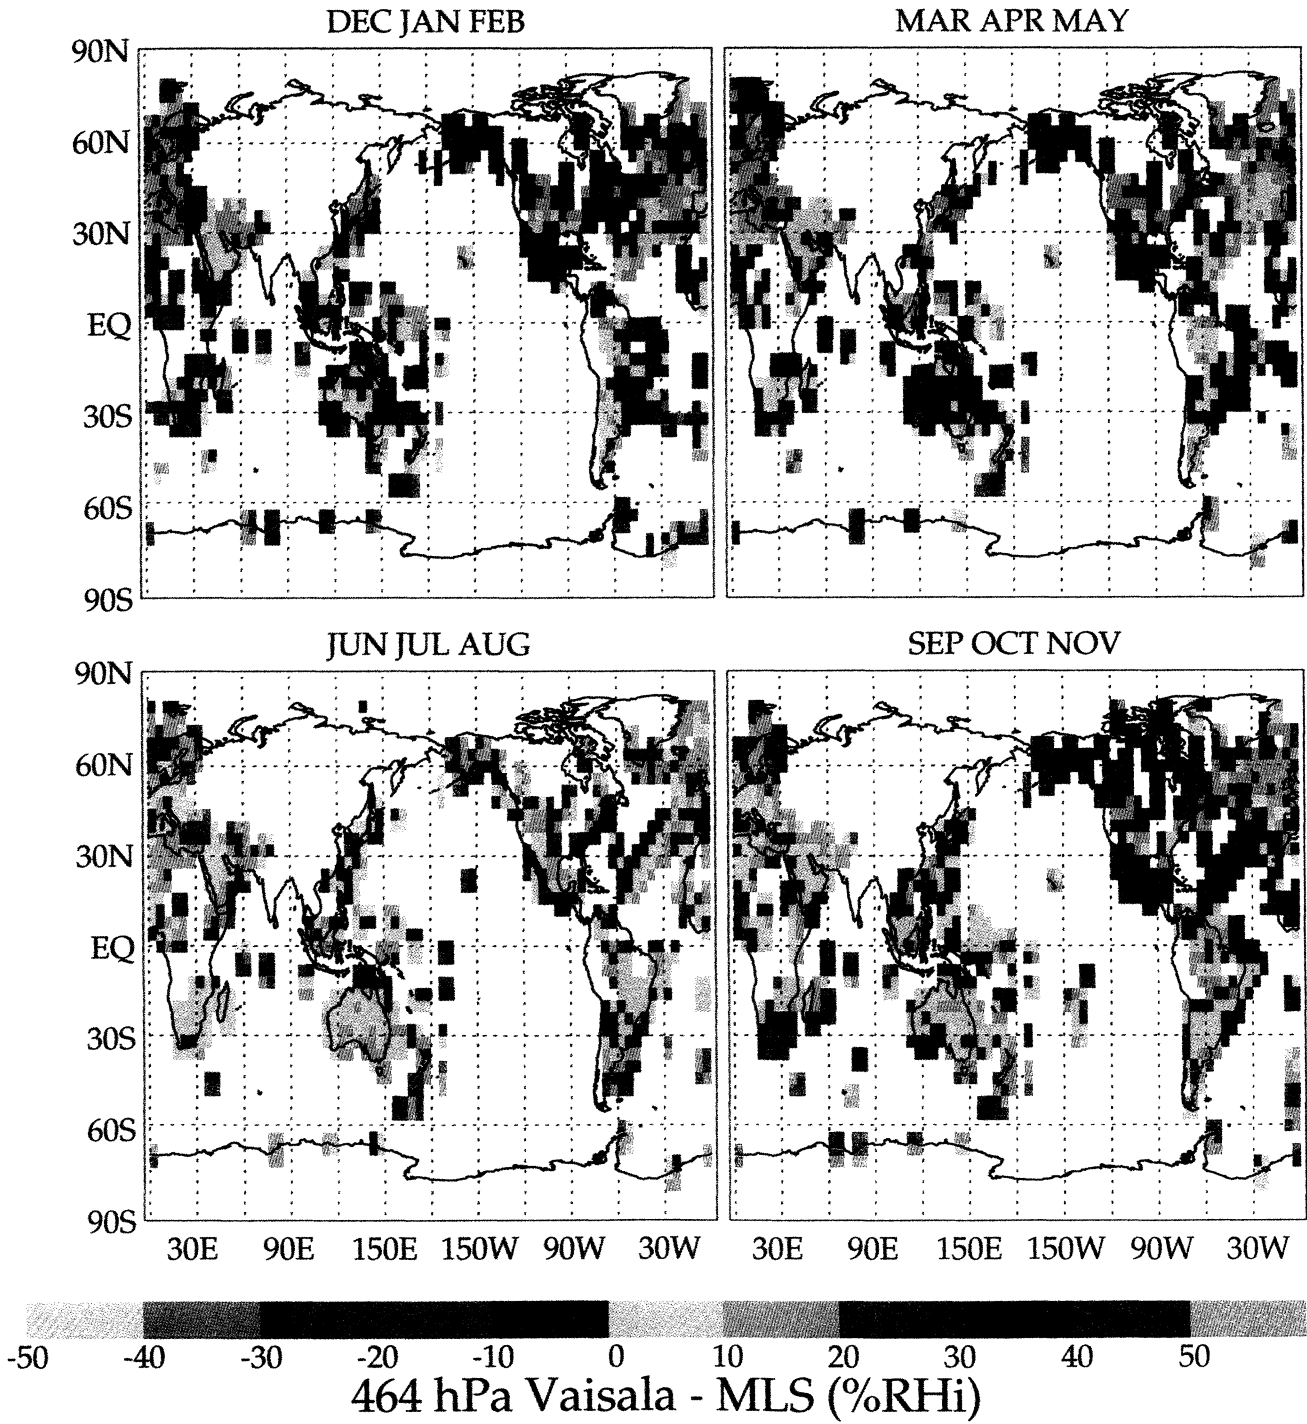 DEC JAN FEB
MAR APR MAY
90N
60N
30N
EQ
30S
60S
90S
JUN JUL AUG
SEP OCT NOV
90N
60N
30N
EQ
30S
60S
90S
30E 90E 150E 150W 90W 30W
30E 90E 150E 150W 90W 30W
-50 -40 -30 -20 -10 0 10 20 30 40 50
464 hPa Vaisala - MLS (%RHi)